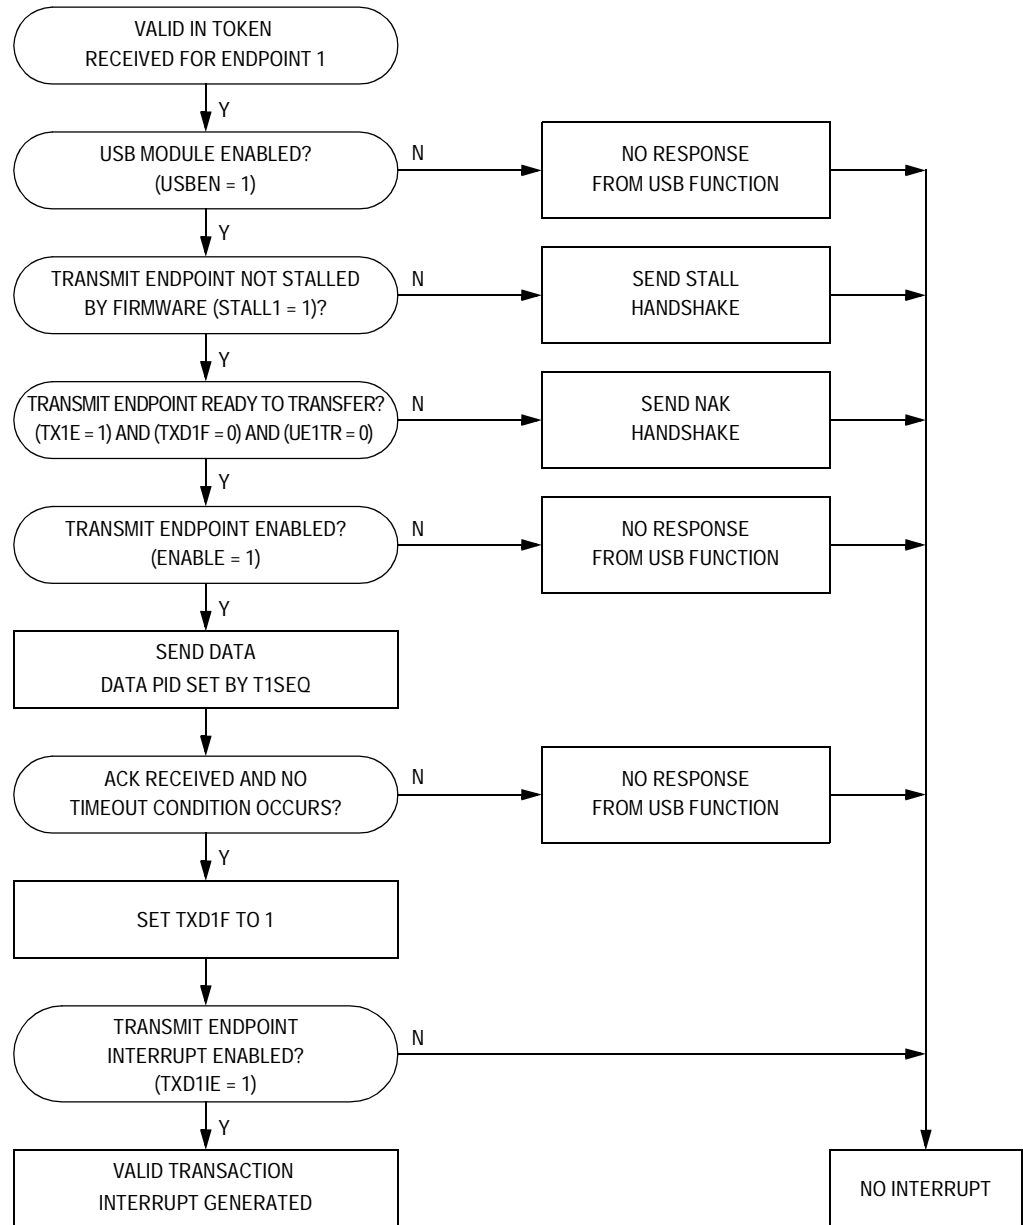 VALID IN TOKEN
RECEIVED FOR ENDPOINT 1
Y
USB MODULE ENABLED?
(USBEN = 1)
N
NO RESPONSE
FROM USB FUNCTION
Y
TRANSMIT ENDPOINT NOT STALLED
BY FIRMWARE (STALL1 = 1)?
N
SEND STALL
HANDSHAKE
Y
TRANSMIT ENDPOINT READY TO TRANSFER?
(TX1E = 1) AND (TXD1F = 0) AND (UE1TR = 0)
N
SEND NAK
HANDSHAKE
Y
TRANSMIT ENDPOINT ENABLED?
(ENABLE = 1)
N
NO RESPONSE
FROM USB FUNCTION
Y
SEND DATA
DATA PID SET BY T1SEQ
ACK RECEIVED AND NO
TIMEOUT CONDITION OCCURS?
N
NO RESPONSE
FROM USB FUNCTION
Y
SET TXD1F TO 1
TRANSMIT ENDPOINT
INTERRUPT ENABLED?
(TXD1IE = 1)
N
Y
VALID TRANSACTION
INTERRUPT GENERATED
NO INTERRUPT